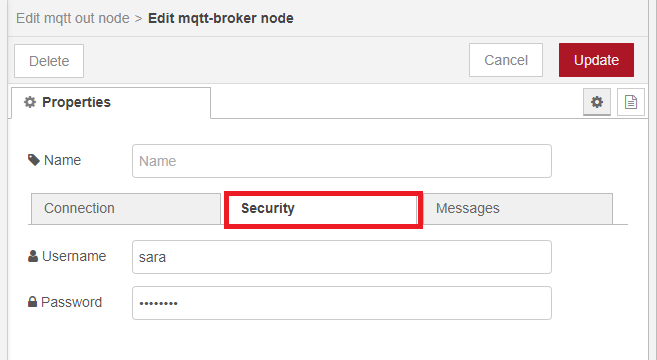 Edit mqtt out node > Edit mqtt-broker node
Delete Cancel Update
Properties
Name Name
Connection Security Messages
Username sara
Password ••••••••